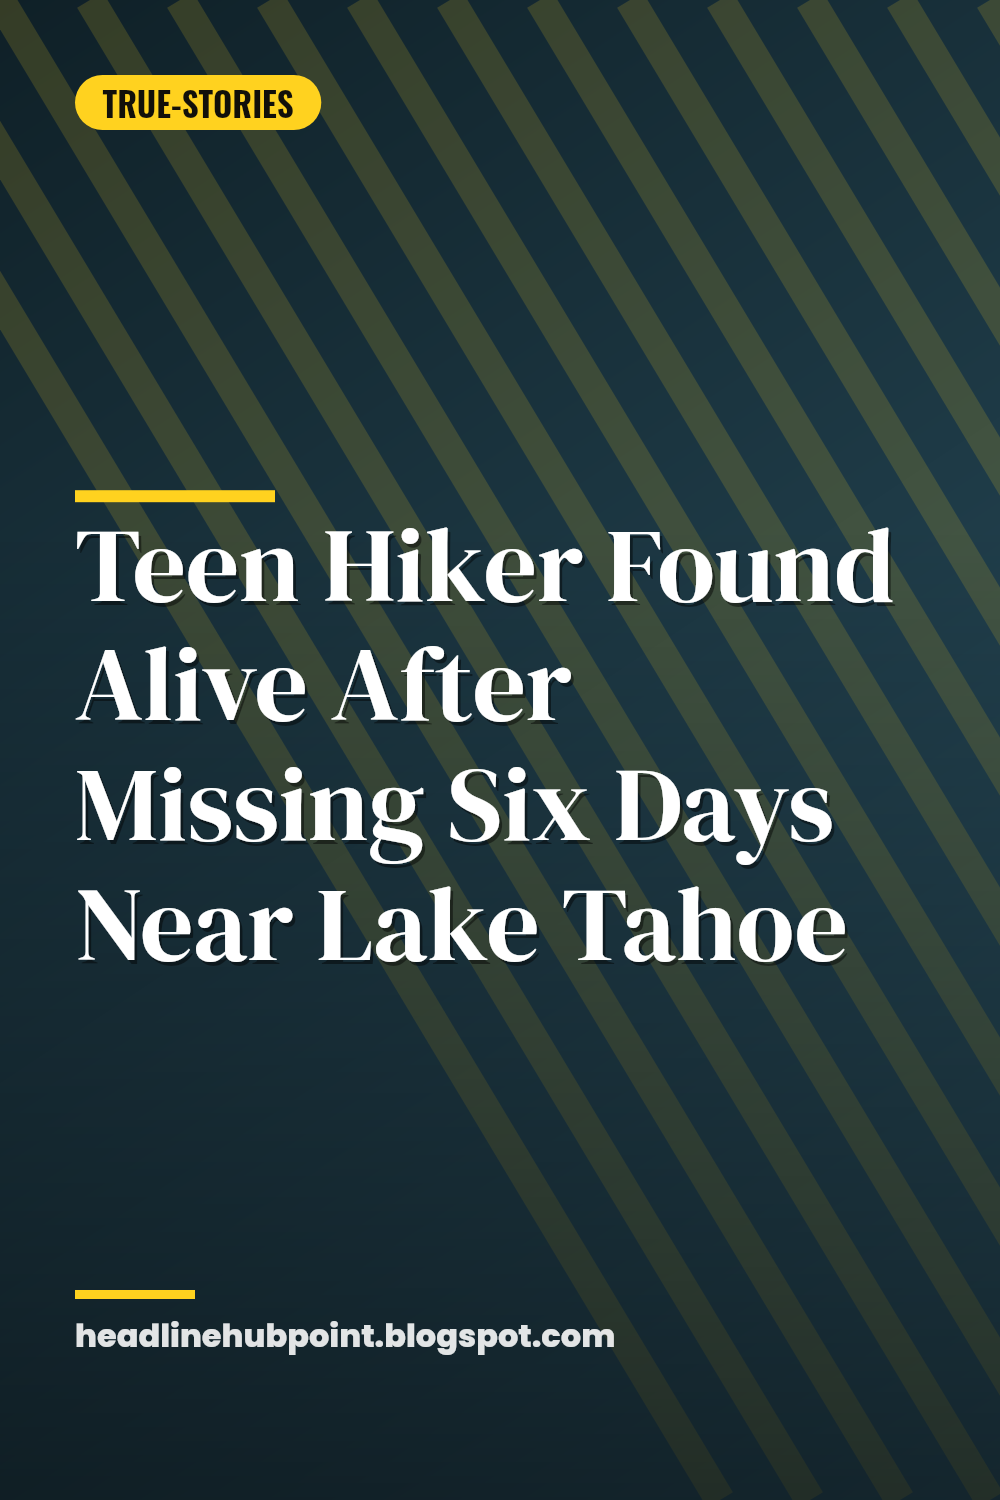 TRUE-STORIES
Teen Hiker Found
Alive After
Missing Six Days
Near Lake Tahoe
headlinehubpoint.blogspot.com